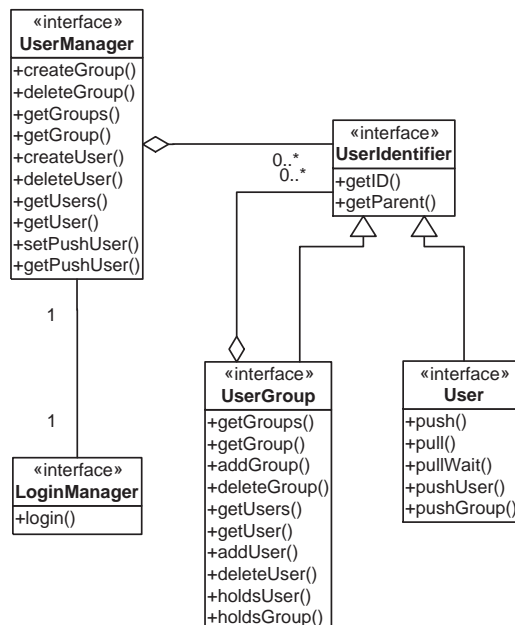 «interface»
UserManager
+createGroup()
+deleteGroup()
+getGroups()
+getGroup()
+createUser()
+deleteUser()
+getUsers()
+getUser()
+setPushUser()
+getPushUser()
«interface»
UserIdentifier
+getID()
+getParent()
0..*
0..*
1
1
«interface»
LoginManager
+login()
«interface»
UserGroup
+getGroups()
+getGroup()
+addGroup()
+deleteGroup()
+getUsers()
+getUser()
+addUser()
+deleteUser()
+holdsUser()
+holdsGroup()
«interface»
User
+push()
+pull()
+pullWait()
+pushUser()
+pushGroup()